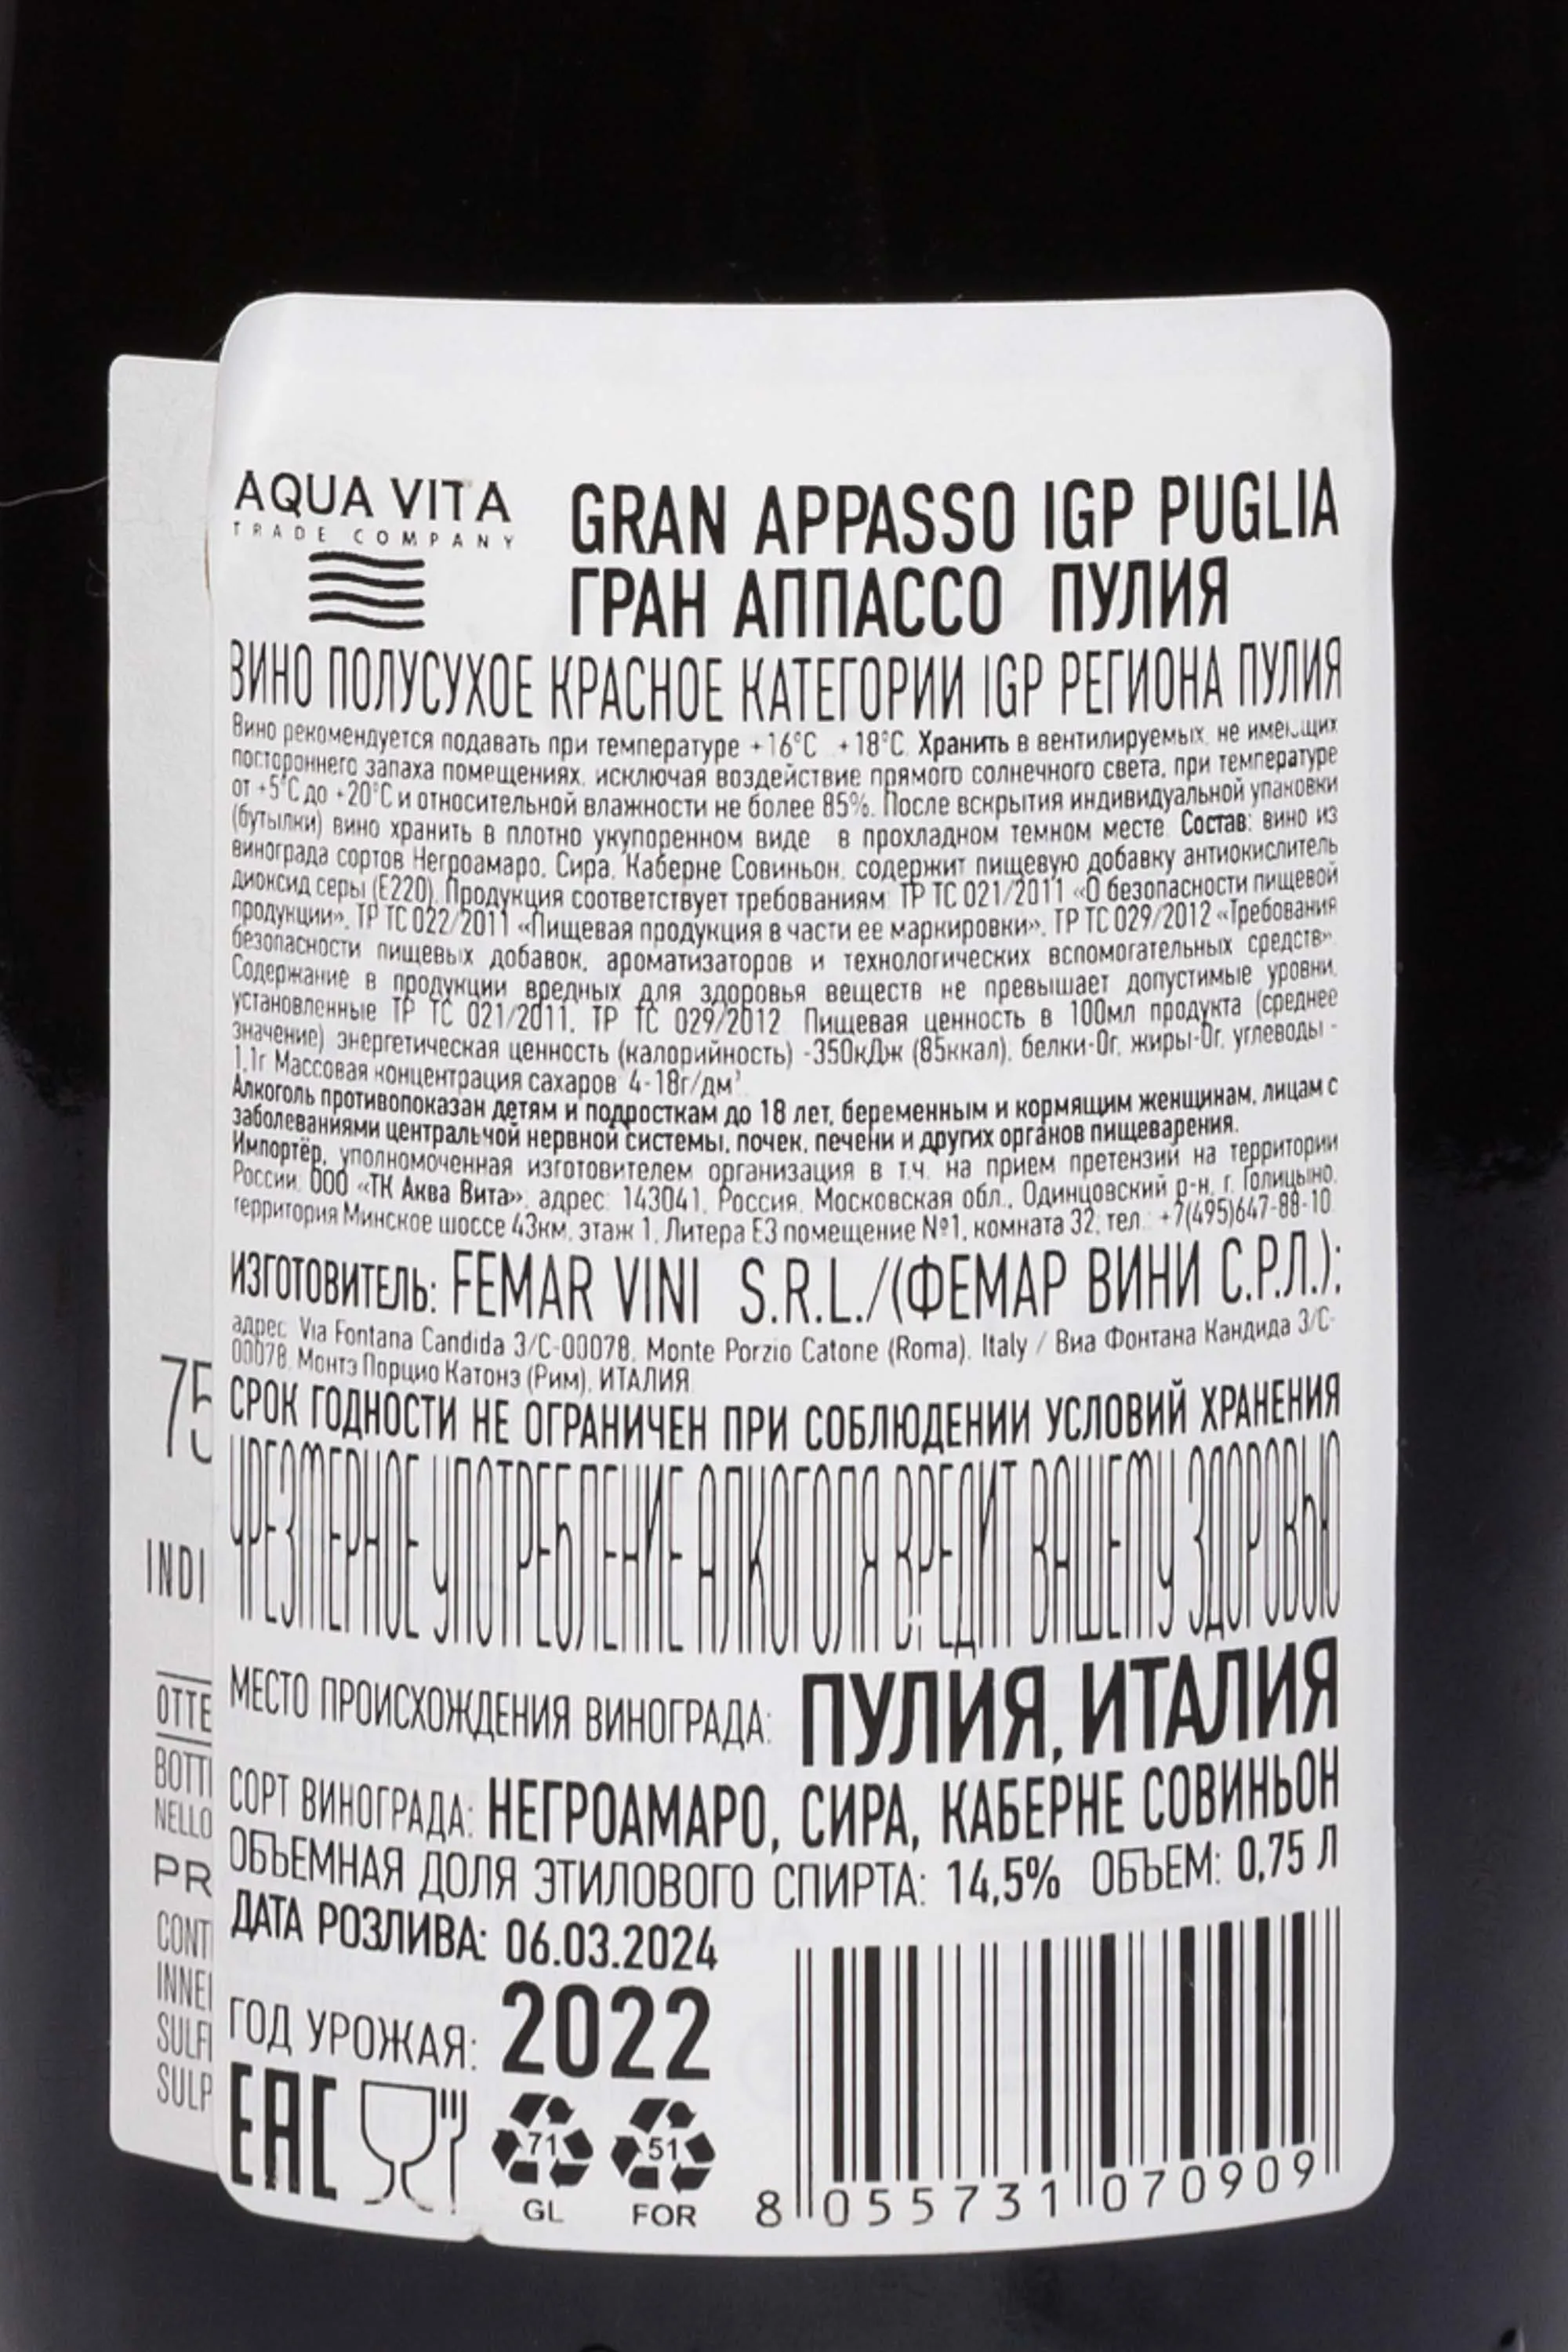 AQUA VITA
TRADE COMPANY
GRAN APPASSO IGP PUGLIA
ГРАН АППАССО ПУЛИЯ
ВИНО ПОЛУСУХОЕ КРАСНОЕ КАТЕГОРИИ IGP РЕГИОНА ПУЛИЯ
Вино рекомендуется подавать при температуре +16°C +18°C. Хранить в вентилируемых, не имеющих
постороннего запаха помещениях, исключая воздействие прямого солнечного света, при температуре
от +5°C до +20°C и относительной влажности не более 85%. После вскрытия индивидуальной упаковки
(бутылки) вино хранить в плотно укупоренном виде в прохладном темном месте. Состав: вино из
винограда сортов Негроамаро, Сира, Каберне Совиньон, содержит пищевую добавку антиокислитель
диоксид серы (E220). Продукция соответствует требованиям: ТР ТС 021/2011 «О безопасности пищевой
продукции», ТР ТС 022/2011 «Пищевая продукция в части ее маркировки», ТР ТС 029/2012 «Требования
безопасности пищевых добавок, ароматизаторов и технологических вспомогательных средств».
Содержание в продукции вредных для здоровья веществ не превышает допустимые уровни,
установленные ТР ТС 021/2011, ТР ТС 029/2012. Пищевая ценность в 100мл продукта (среднее
значение) энергетическая ценность (калорийность) -350кДж (85ккал), белки-0г, жиры-0г, углеводы -
1,1г Массовая концентрация сахаров 4-18г/дм³.
Алкоголь противопоказан детям и подросткам до 18 лет, беременным и кормящим женщинам, лицам с
заболеваниями центральной нервной системы, почек, печени и других органов пищеварения.
Импортёр, уполномоченная изготовителем организация в т.ч. на прием претензий на территории
России: ООО «ТК Аква Вита», адрес: 143041, Россия, Московская обл., Одинцовский р-н, г. Голицыно,
территория Минское шоссе 43км, этаж 1, Литера Е3 помещение №1, комната 32; тел.: +7(495)647-88-10
ИЗГОТОВИТЕЛЬ: FEMAR VINI S.R.L./(ФЕМАР ВИНИ С.Р.Л.);
адрес: Via Fontana Candida 3/C-00078, Monte Porzio Catone (Roma), Italy / Виа Фонтана Кандида 3/С-
00078, Монтэ Порцио Катонэ (Рим), ИТАЛИЯ
СРОК ГОДНОСТИ НЕ ОГРАНИЧЕН ПРИ СОБЛЮДЕНИИ УСЛОВИЙ ХРАНЕНИЯ
ЧРЕЗМЕРНОЕ УПОТРЕБЛЕНИЕ АЛКОГОЛЯ ВРЕДИТ ВАШЕМУ ЗДОРОВЬЮ
МЕСТО ПРОИСХОЖДЕНИЯ ВИНОГРАДА: ПУЛИЯ, ИТАЛИЯ
СОРТ ВИНОГРАДА: НЕГРОАМАРО, СИРА, КАБЕРНЕ СОВИНЬОН
ОБЪЕМНАЯ ДОЛЯ ЭТИЛОВОГО СПИРТА: 14,5% ОБЪЕМ: 0,75 Л
ДАТА РОЗЛИВА: 06.03.2024
ГОД УРОЖАЯ: 2022
EAC
71
GL
51
FOR
8 055731 070909
75
INDI
OTTE
BOTTI
NELLO
PR
CONT
INNE
SULFI
SULP